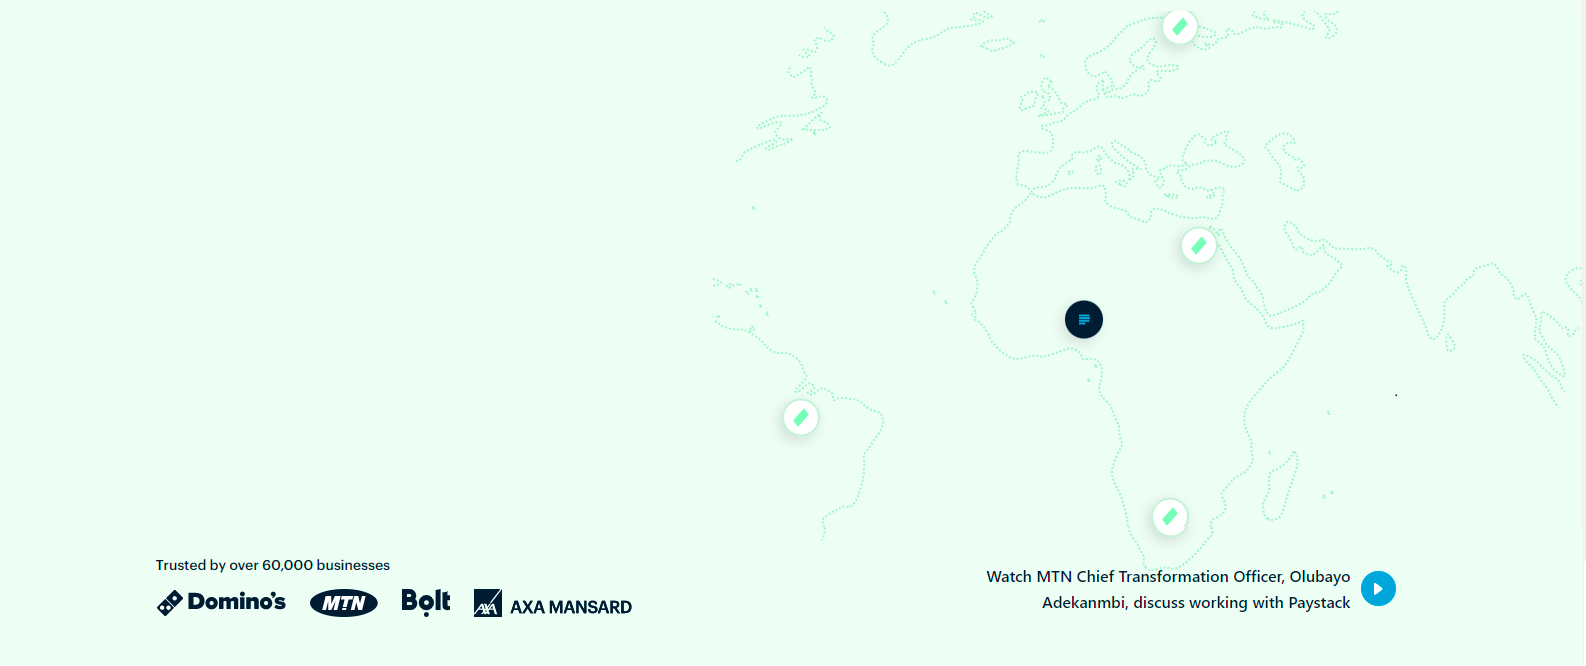 Trusted by over 60,000 businesses
Domino's MTN Bolt AXA AXA MANSARD
Watch MTN Chief Transformation Officer, Olubayo
Adekanmbi, discuss working with Paystack